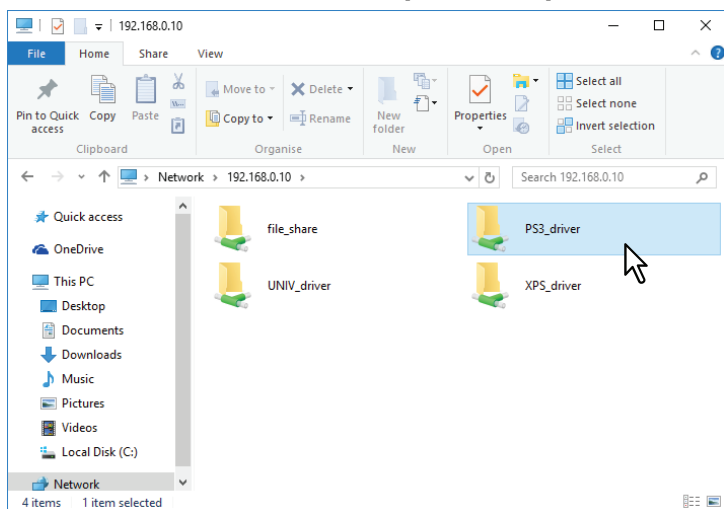 192.168.0.10
File Home Share View
Pin to Quick access
Copy
Paste
Move to
Copy to
Delete
Rename
New folder
Properties
Select all
Select none
Invert selection
Clipboard Organise New Open Select
Network > 192.168.0.10 >
Search 192.168.0.10
Quick access
OneDrive
This PC
Desktop
Documents
Downloads
Music
Pictures
Videos
Local Disk (C:)
Network
file_share
PS3_driver
UNIV_driver
XPS_driver
4 items 1 item selected